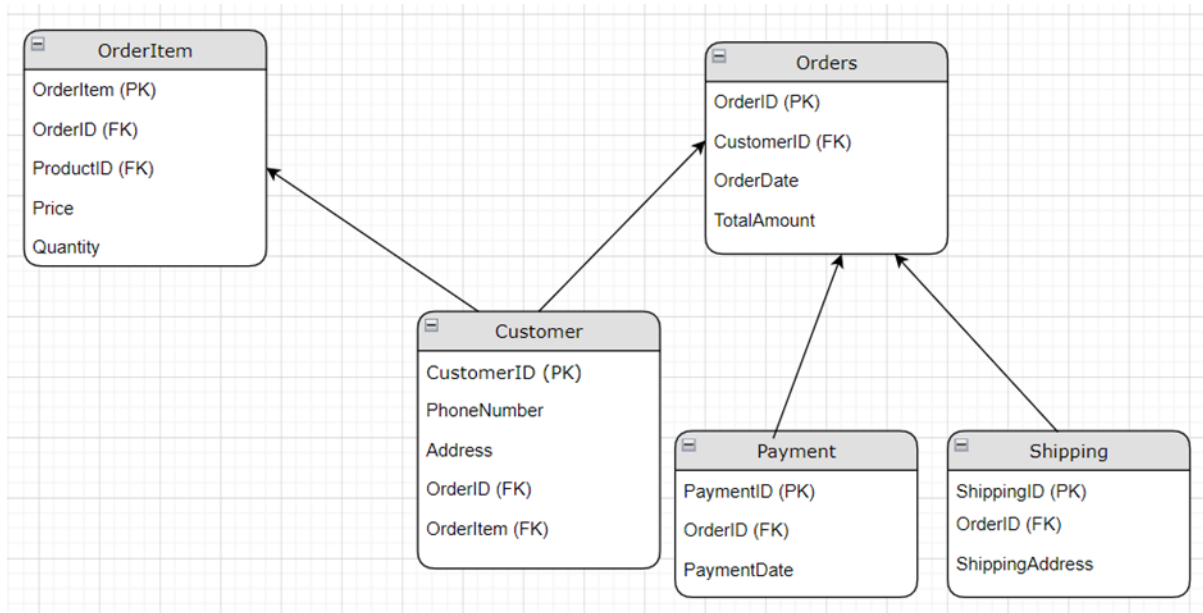 OrderItem
OrderItem (PK)
OrderID (FK)
ProductID (FK)
Price
Quantity
Orders
OrderID (PK)
CustomerID (FK)
OrderDate
TotalAmount
Customer
CustomerID (PK)
PhoneNumber
Address
OrderID (FK)
OrderItem (FK)
Payment
PaymentID (PK)
OrderID (FK)
PaymentDate
Shipping
ShippingID (PK)
OrderID (FK)
ShippingAddress